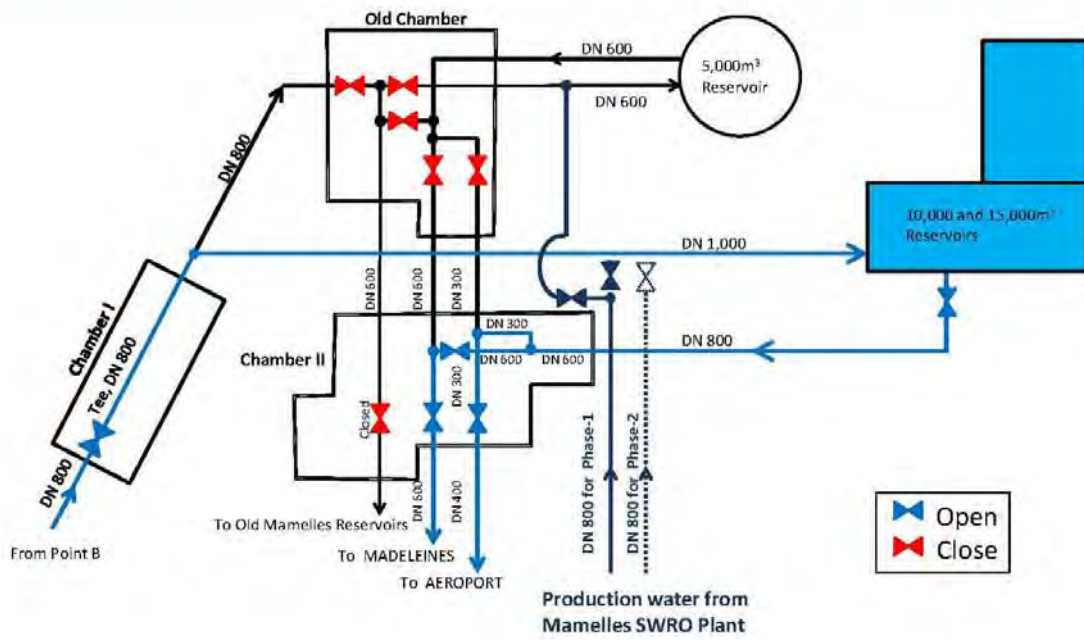 Old Chamber
DN 600
5,000m³
Reservoir
DN 600
DN 800
10,000 and 15,000m³
Reservoirs
DN 1,000
DN 600
DN 600
DN 300
Chamber I
Tee, DN 800
DN 800
From Point B
Chamber II
DN 300
DN 600
DN 600
DN 800
DN 300
Closed
DN 600
DN 400
To Old Mamelles Reservoirs
To MADELEINES
To AEROPORT
DN 800 for Phase-1
DN 800 for Phase-2
Production water from
Mamelles SWRO Plant
Open
Close